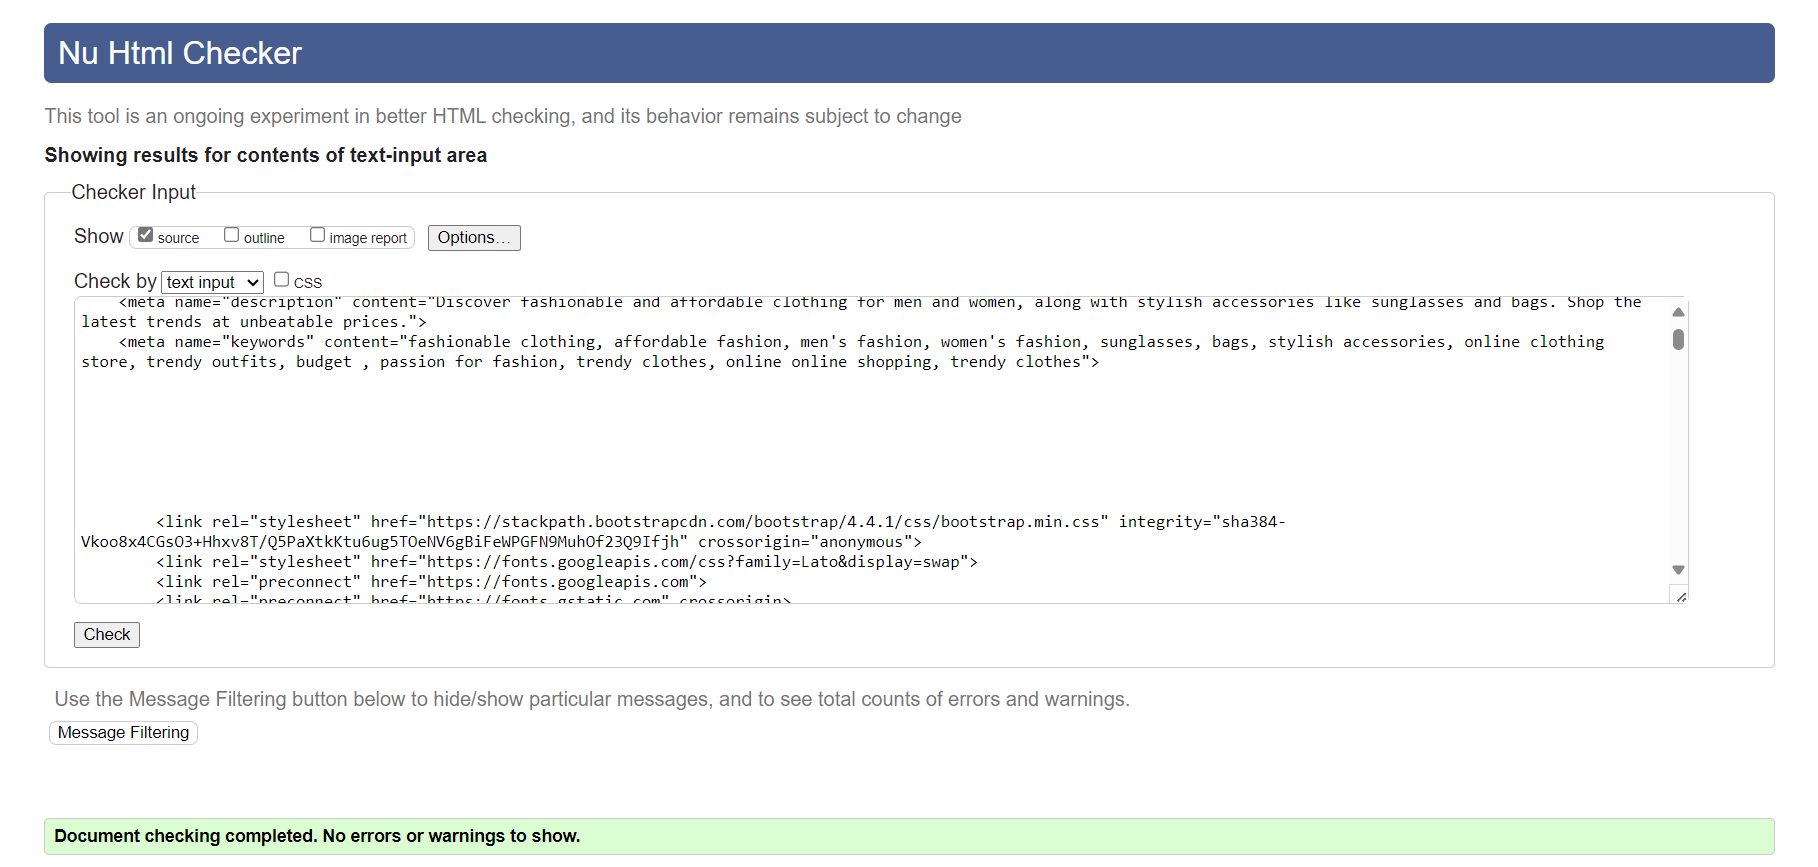 Nu Html Checker
This tool is an ongoing experiment in better HTML checking, and its behavior remains subject to change
Showing results for contents of text-input area
Checker Input
Show source outline image report Options...
Check by text input CSS
<meta name="description" content="Discover fashionable and affordable clothing for men and women, along with stylish accessories like sunglasses and bags. Shop the
latest trends at unbeatable prices.">
<meta name="keywords" content="fashionable clothing, affordable fashion, men's fashion, women's fashion, sunglasses, bags, stylish accessories, online clothing
store, trendy outfits, budget , passion for fashion, trendy clothes, online online shopping, trendy clothes">
<link rel="stylesheet" href="https://stackpath.bootstrapcdn.com/bootstrap/4.4.1/css/bootstrap.min.css" integrity="sha384-
Vkoo8x4CGsO3+Hhxv8T/Q5PaXtkKtu6ug5TOeNV6gBiFeWPGFN9MuhOf23Q9Ifjh" crossorigin="anonymous">
<link rel="stylesheet" href="https://fonts.googleapis.com/css?family=Lato&display=swap">
<link rel="preconnect" href="https://fonts.googleapis.com">
<link rel="preconnect" href="https://fonts.gstatic.com" crossorigin>
Check
Use the Message Filtering button below to hide/show particular messages, and to see total counts of errors and warnings.
Message Filtering
Document checking completed. No errors or warnings to show.